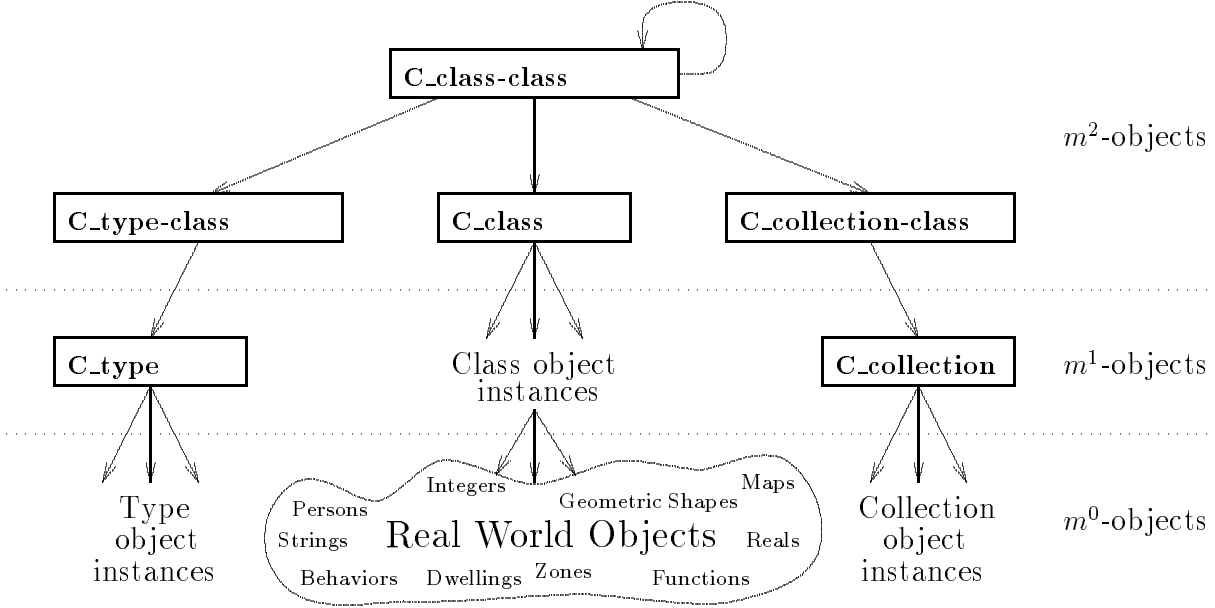 C_class-class
m²-objects
C_type-class
C_class
C_collection-class
C_type
Class object
instances
C_collection
m¹-objects
Type
object
instances
Integers
Maps
Persons
Geometric Shapes
Strings
Real World Objects
Reals
Behaviors
Dwellings
Zones
Functions
Collection
object
instances
m⁰-objects